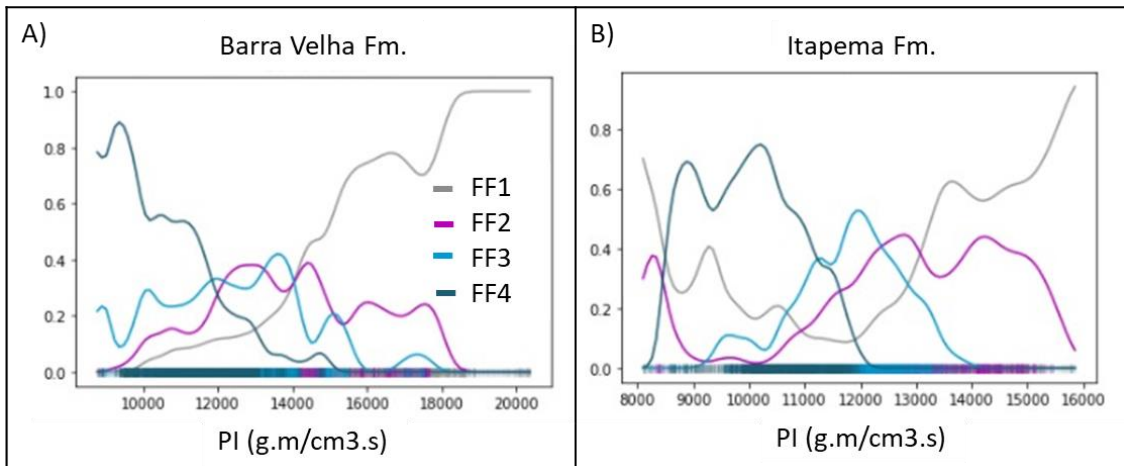 A)
Barra Velha Fm.
1.0
0.8
0.6
0.4
0.2
0.0
FF1
FF2
FF3
FF4
10000 12000 14000 16000 18000 20000
PI (g.m/cm3.s)
B)
Itapema Fm.
0.8
0.6
0.4
0.2
0.0
8000 9000 10000 11000 12000 13000 14000 15000 16000
PI (g.m/cm3.s)